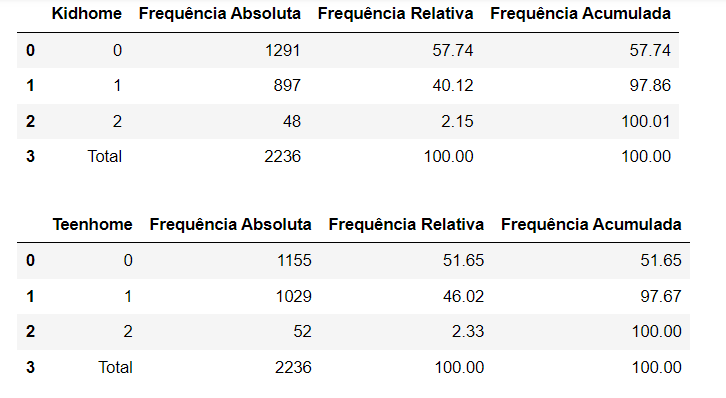 Kidhome Frequência Absoluta Frequência Relativa Frequência Acumulada
0 0 1291 57.74 57.74
1 1 897 40.12 97.86
2 2 48 2.15 100.01
3 Total 2236 100.00 100.00
Teenhome Frequência Absoluta Frequência Relativa Frequência Acumulada
0 0 1155 51.65 51.65
1 1 1029 46.02 97.67
2 2 52 2.33 100.00
3 Total 2236 100.00 100.00